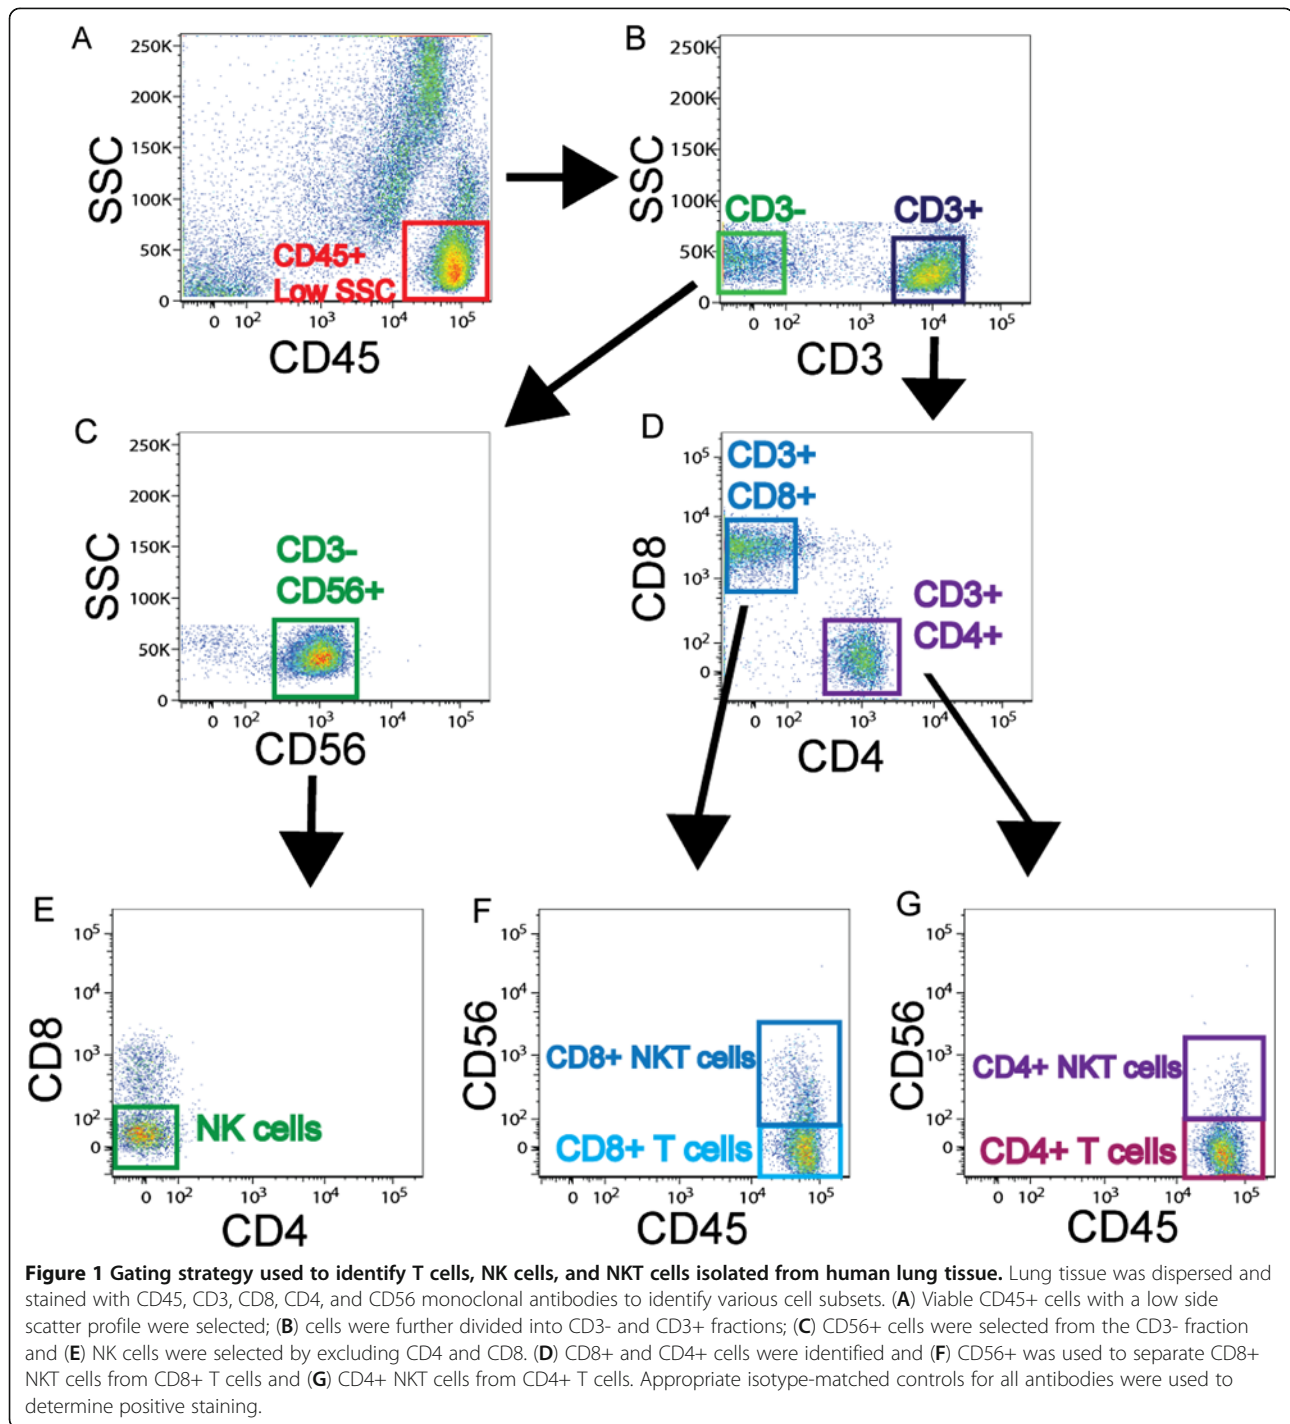 A
SSC
250K
200K
150K
100K
50K
0
CD45+
Low SSC
0 10² 10³ 10⁴ 10⁵
CD45
B
SSC
250K
200K
150K
100K
50K
0
CD3-
CD3+
0 10² 10³ 10⁴ 10⁵
CD3
C
SSC
250K
200K
150K
100K
50K
0
CD3-
CD56+
0 10² 10³ 10⁴ 10⁵
CD56
D
CD8
10⁵
10⁴
10³
10²
0
CD3+
CD8+
CD3+
CD4+
0 10² 10³ 10⁴ 10⁵
CD4
E
CD8
10⁵
10⁴
10³
10²
0
NK cells
0 10² 10³ 10⁴ 10⁵
CD4
F
CD56
10⁵
10⁴
10³
10²
0
CD8+ NKT cells
CD8+ T cells
0 10² 10³ 10⁴ 10⁵
CD45
G
CD56
10⁵
10⁴
10³
10²
0
CD4+ NKT cells
CD4+ T cells
0 10² 10³ 10⁴ 10⁵
CD45
Figure 1 Gating strategy used to identify T cells, NK cells, and NKT cells isolated from human lung tissue. Lung tissue was dispersed and
stained with CD45, CD3, CD8, CD4, and CD56 monoclonal antibodies to identify various cell subsets. (A) Viable CD45+ cells with a low side
scatter profile were selected; (B) cells were further divided into CD3- and CD3+ fractions; (C) CD56+ cells were selected from the CD3- fraction
and (E) NK cells were selected by excluding CD4 and CD8. (D) CD8+ and CD4+ cells were identified and (F) CD56+ was used to separate CD8+
NKT cells from CD8+ T cells and (G) CD4+ NKT cells from CD4+ T cells. Appropriate isotype-matched controls for all antibodies were used to
determine positive staining.